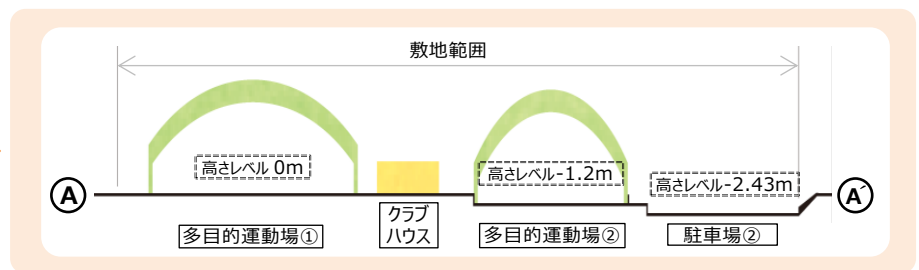 敷地範囲
高さレベル 0m
高さレベル-1.2m
高さレベル-2.43m
A
A´
クラブ
ハウス
多目的運動場①
多目的運動場②
駐車場②